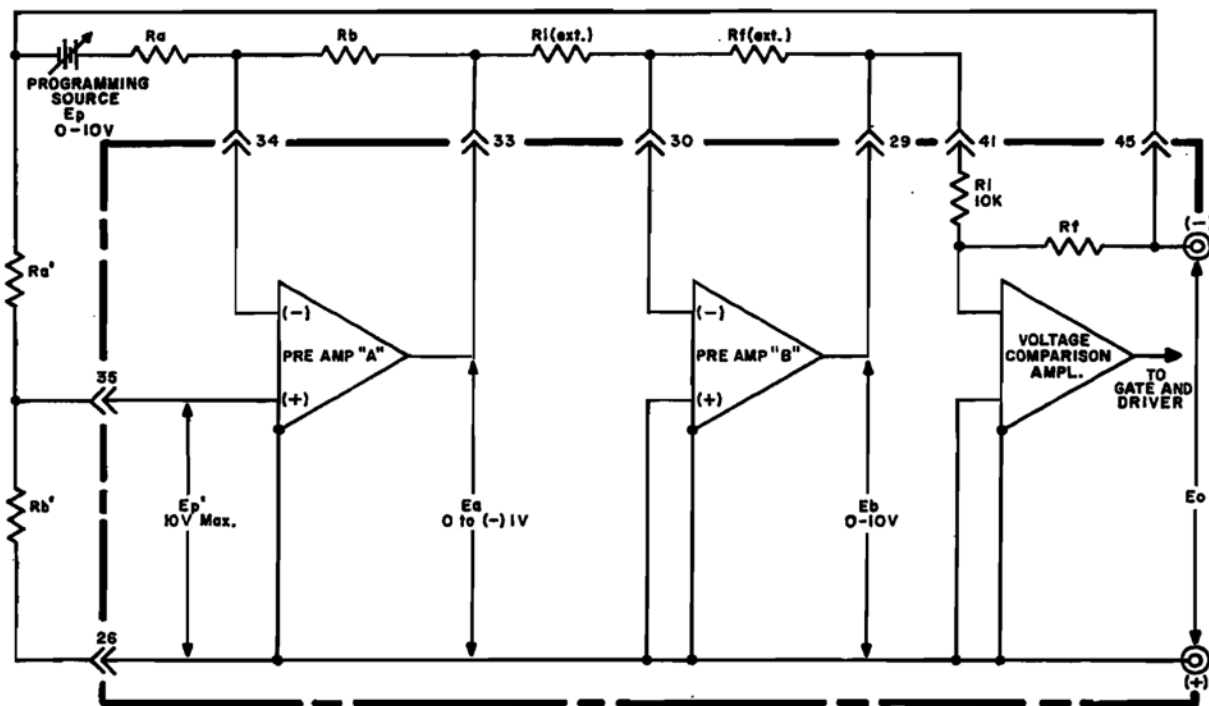 Ra
Rb
Ri(ext.)
Rf(ext.)
PROGRAMMING
SOURCE
Ep
0-10V
34
33
30
29
41
45
Ri
10K
Rf
(-)
Ra'
(-)
PRE AMP "A"
(+)
(-)
PRE AMP "B"
(+)
VOLTAGE
COMPARISON
AMPL.
TO
GATE AND
DRIVER
35
Rb'
Ep'
10V Max.
Ea
0 to (-) 1V
Eb
0-10V
Eo
26
(+)